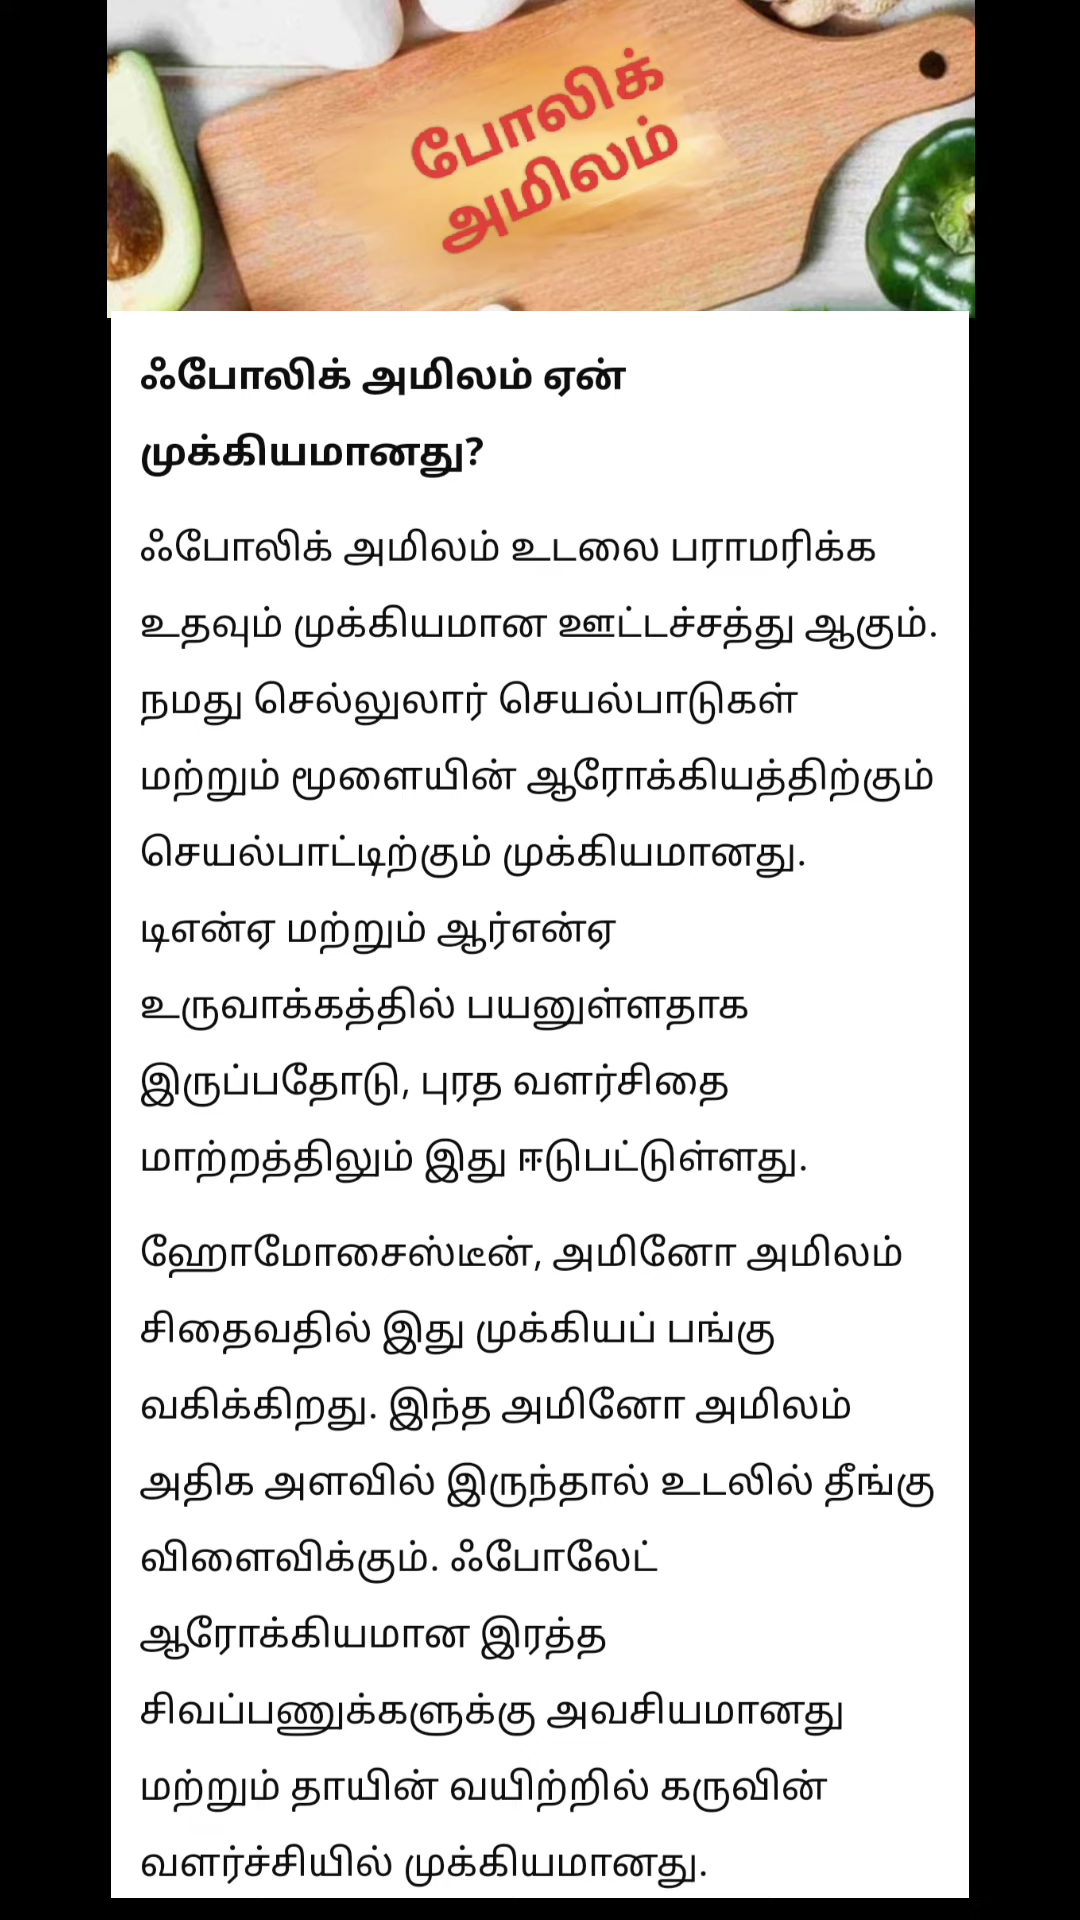 போலிக்
அமிலம்
ஃபோலிக் அமிலம் ஏன்
முக்கியமானது?
ஃபோலிக் அமிலம் உடலை பராமரிக்க
உதவும் முக்கியமான ஊட்டச்சத்து ஆகும்.
நமது செல்லுலார் செயல்பாடுகள்
மற்றும் மூளையின் ஆரோக்கியத்திற்கும்
செயல்பாட்டிற்கும் முக்கியமானது.
டிஎன்ஏ மற்றும் ஆர்என்ஏ
உருவாக்கத்தில் பயனுள்ளதாக
இருப்பதோடு, புரத வளர்சிதை
மாற்றத்திலும் இது ஈடுபட்டுள்ளது.
ஹோமோசைஸ்டீன், அமினோ அமிலம்
சிதைவதில் இது முக்கியப் பங்கு
வகிக்கிறது. இந்த அமினோ அமிலம்
அதிக அளவில் இருந்தால் உடலில் தீங்கு
விளைவிக்கும். ஃபோலேட்
ஆரோக்கியமான இரத்த
சிவப்பணுக்களுக்கு அவசியமானது
மற்றும் தாயின் வயிற்றில் கருவின்
வளர்ச்சியில் முக்கியமானது.